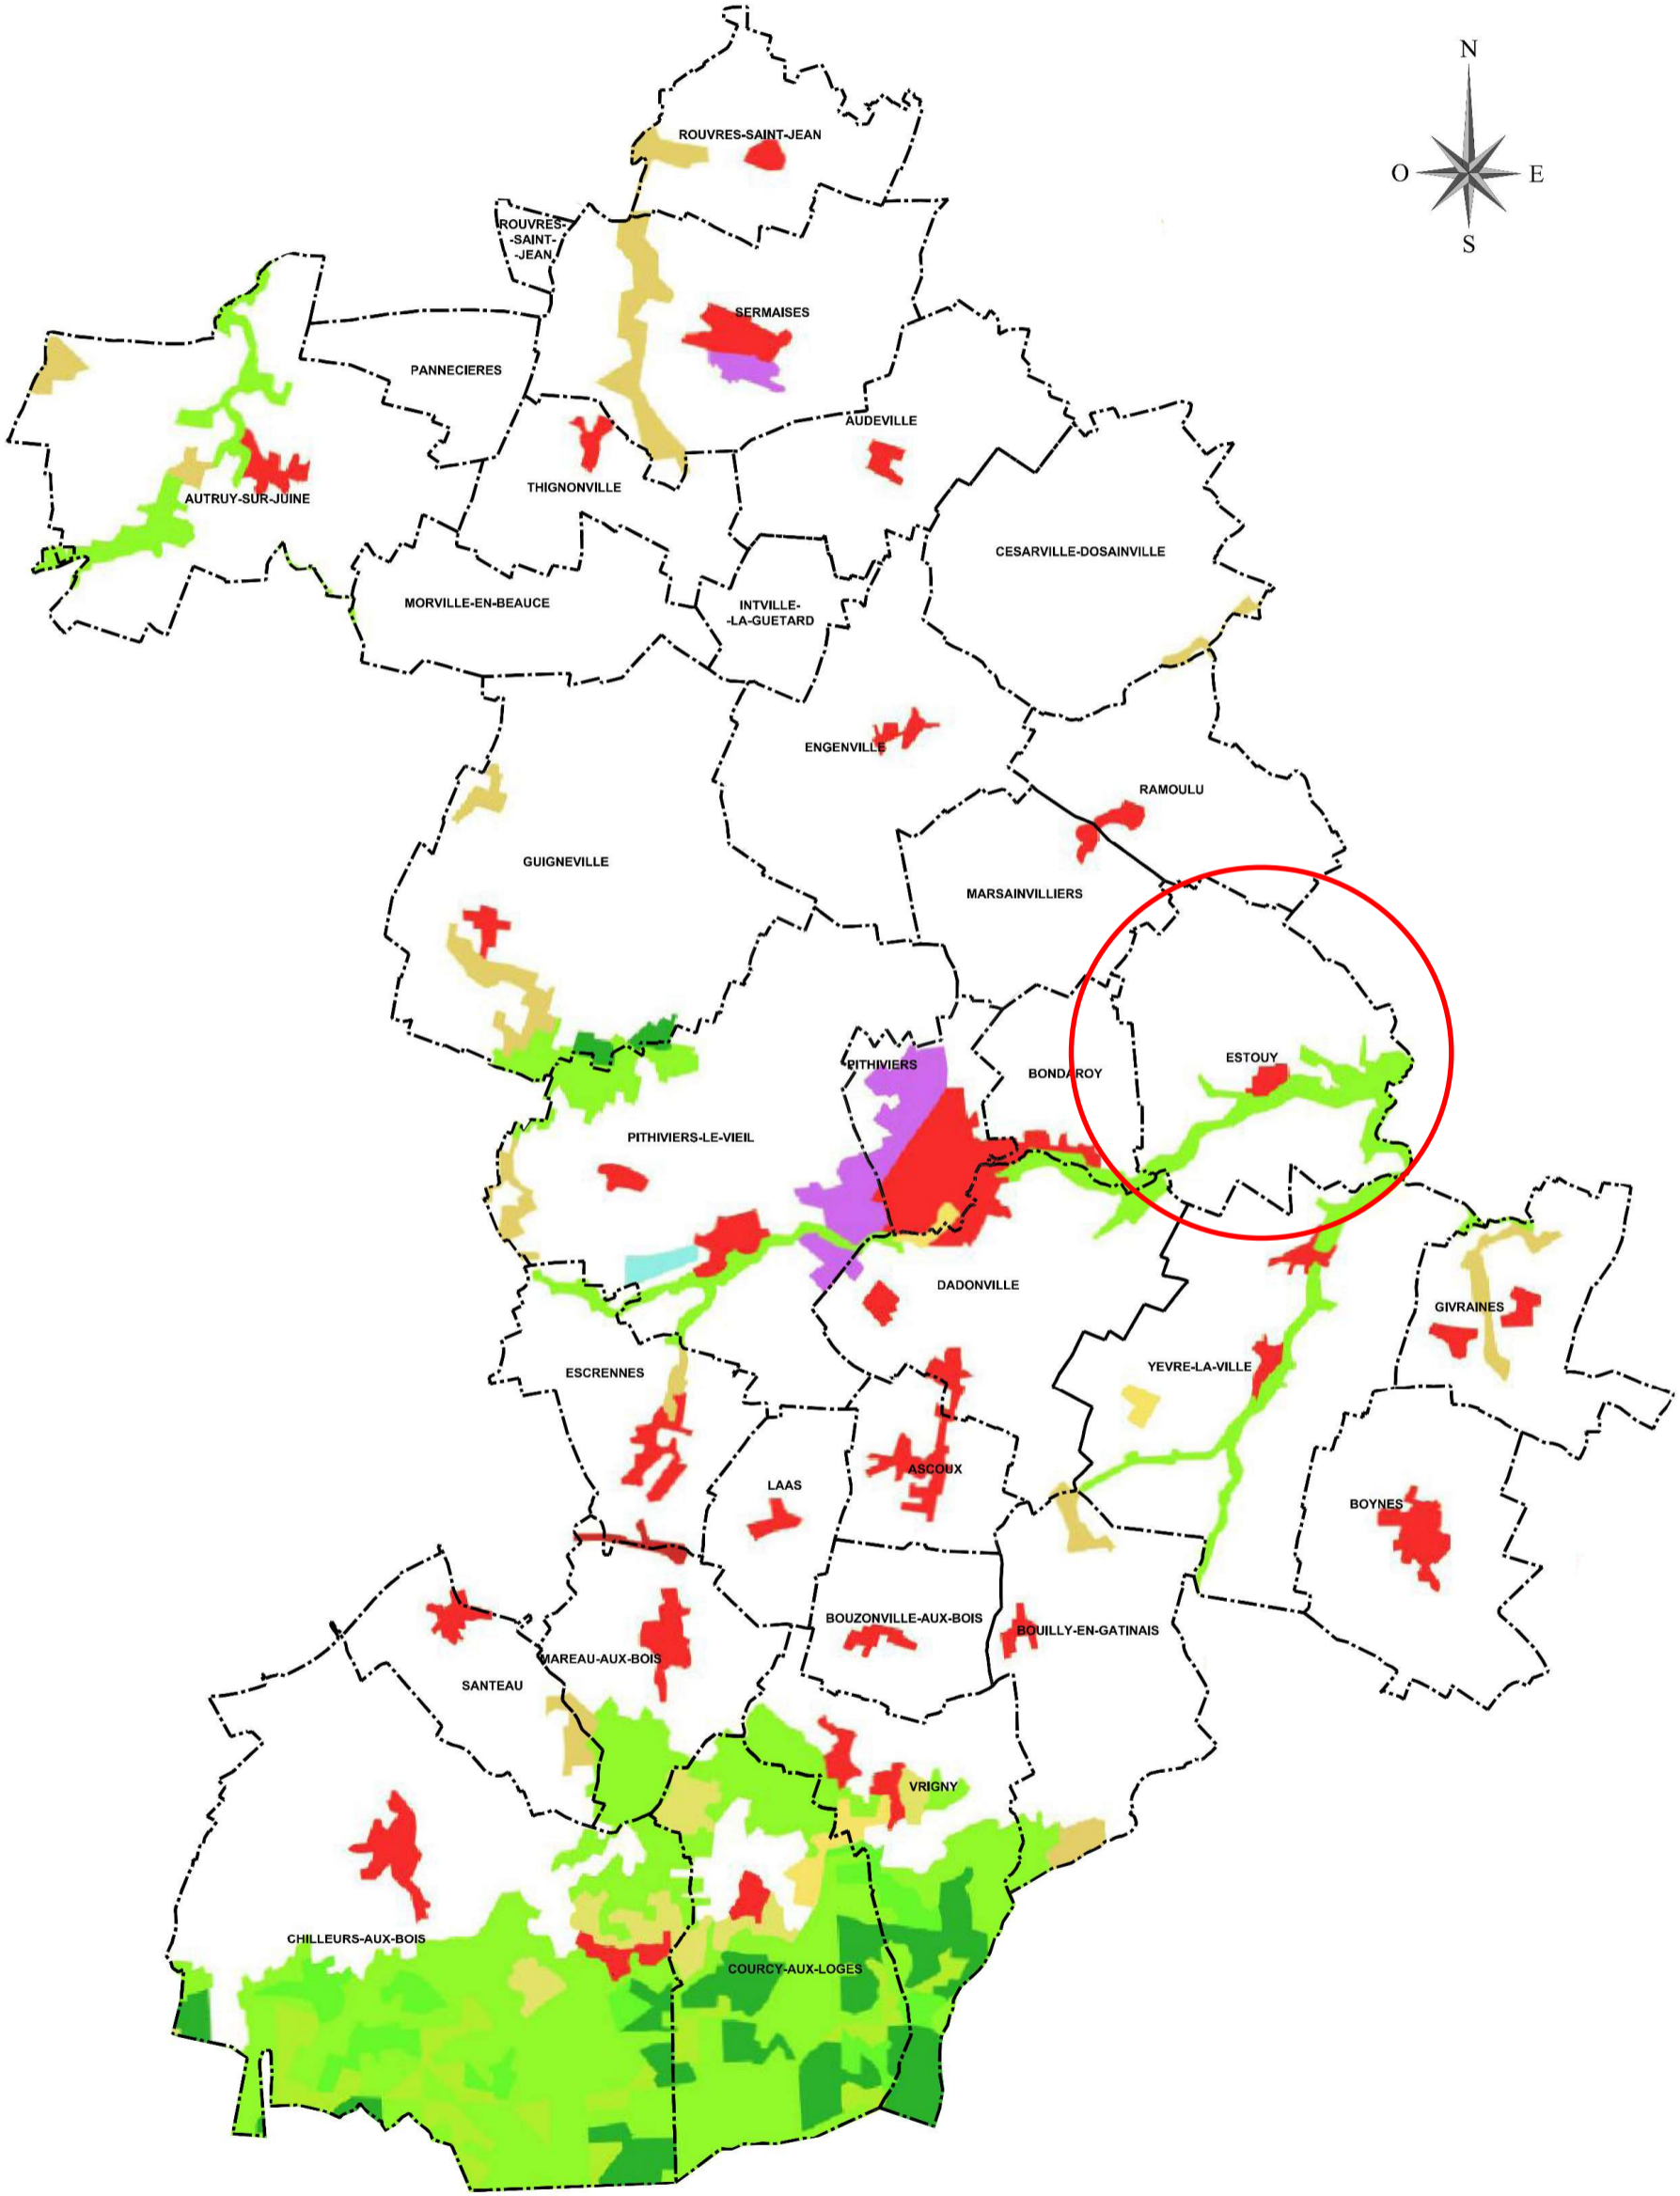 N
ROUVRES-SAINT-JEAN
O
E
ROUVRES-
-SAINT-
-JEAN
S
SERMAISES
PANNECIERES
AUDEVILLE
THIGNONVILLE
AUTRUY-SUR-JUINE
CESARVILLE-DOSAINVILLE
MORVILLE-EN-BEAUCE
INTVILLE-
-LA-GUETARD
ENGENVILLE
RAMOULU
GUIGNEVILLE
MARSAINVILLIERS
ESTOUY
PITHIVIERS
BONDAROY
PITHIVIERS-LE-VIEIL
DADONVILLE
GIVRAINES
YEVRE-LA-VILLE
ESCRENNES
ASCOUX
LAAS
BOYNES
BOUZONVILLE-AUX-BOIS
BOUILLY-EN-GATINAIS
MAREAU-AUX-BOIS
SANTEAU
VRIGNY
CHILLEURS-AUX-BOIS
COURCY-AUX-LOGES